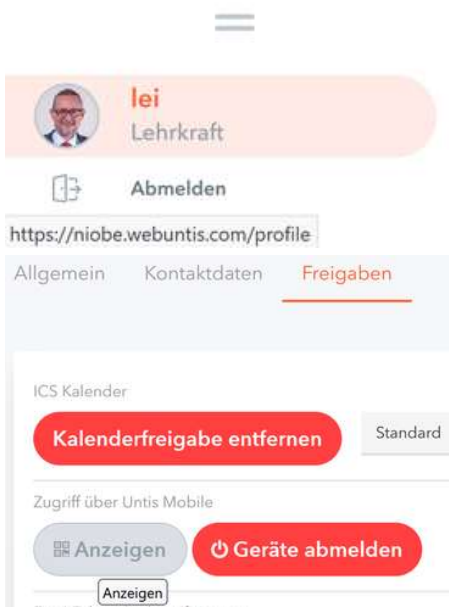 lei
Lehrkraft
Abmelden
https://niobe.webuntis.com/profile
Allgemein Kontaktdaten Freigaben
ICS Kalender
Kalenderfreigabe entfernen Standard
Zugriff über Untis Mobile
Anzeigen Geräte abmelden
Anzeigen